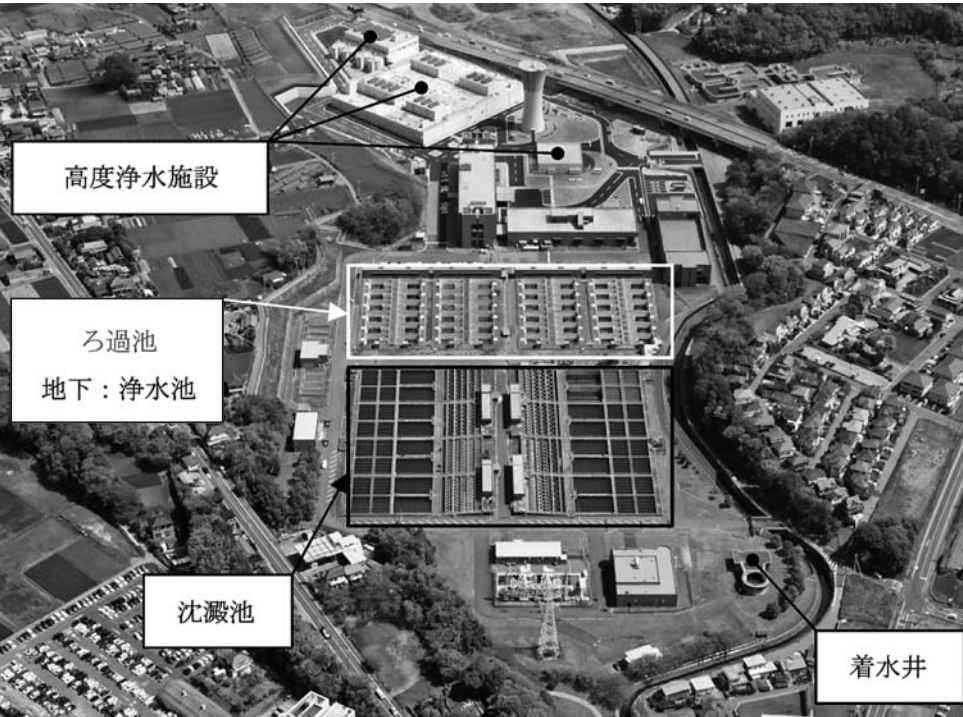 高度浄水施設
ろ過池
地下：浄水池
沈澱池
着水井